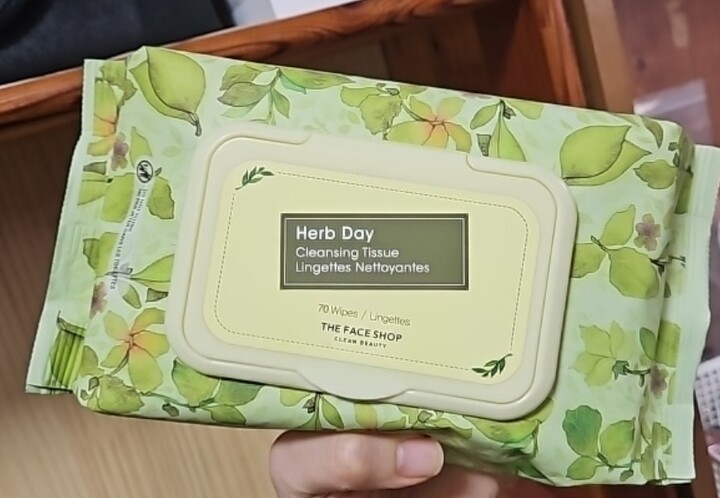 Herb Day
Cleansing Tissue
Lingettes Nettoyantes
70 Wipes / Lingettes
THE FACE SHOP
CLEAN BEAUTY